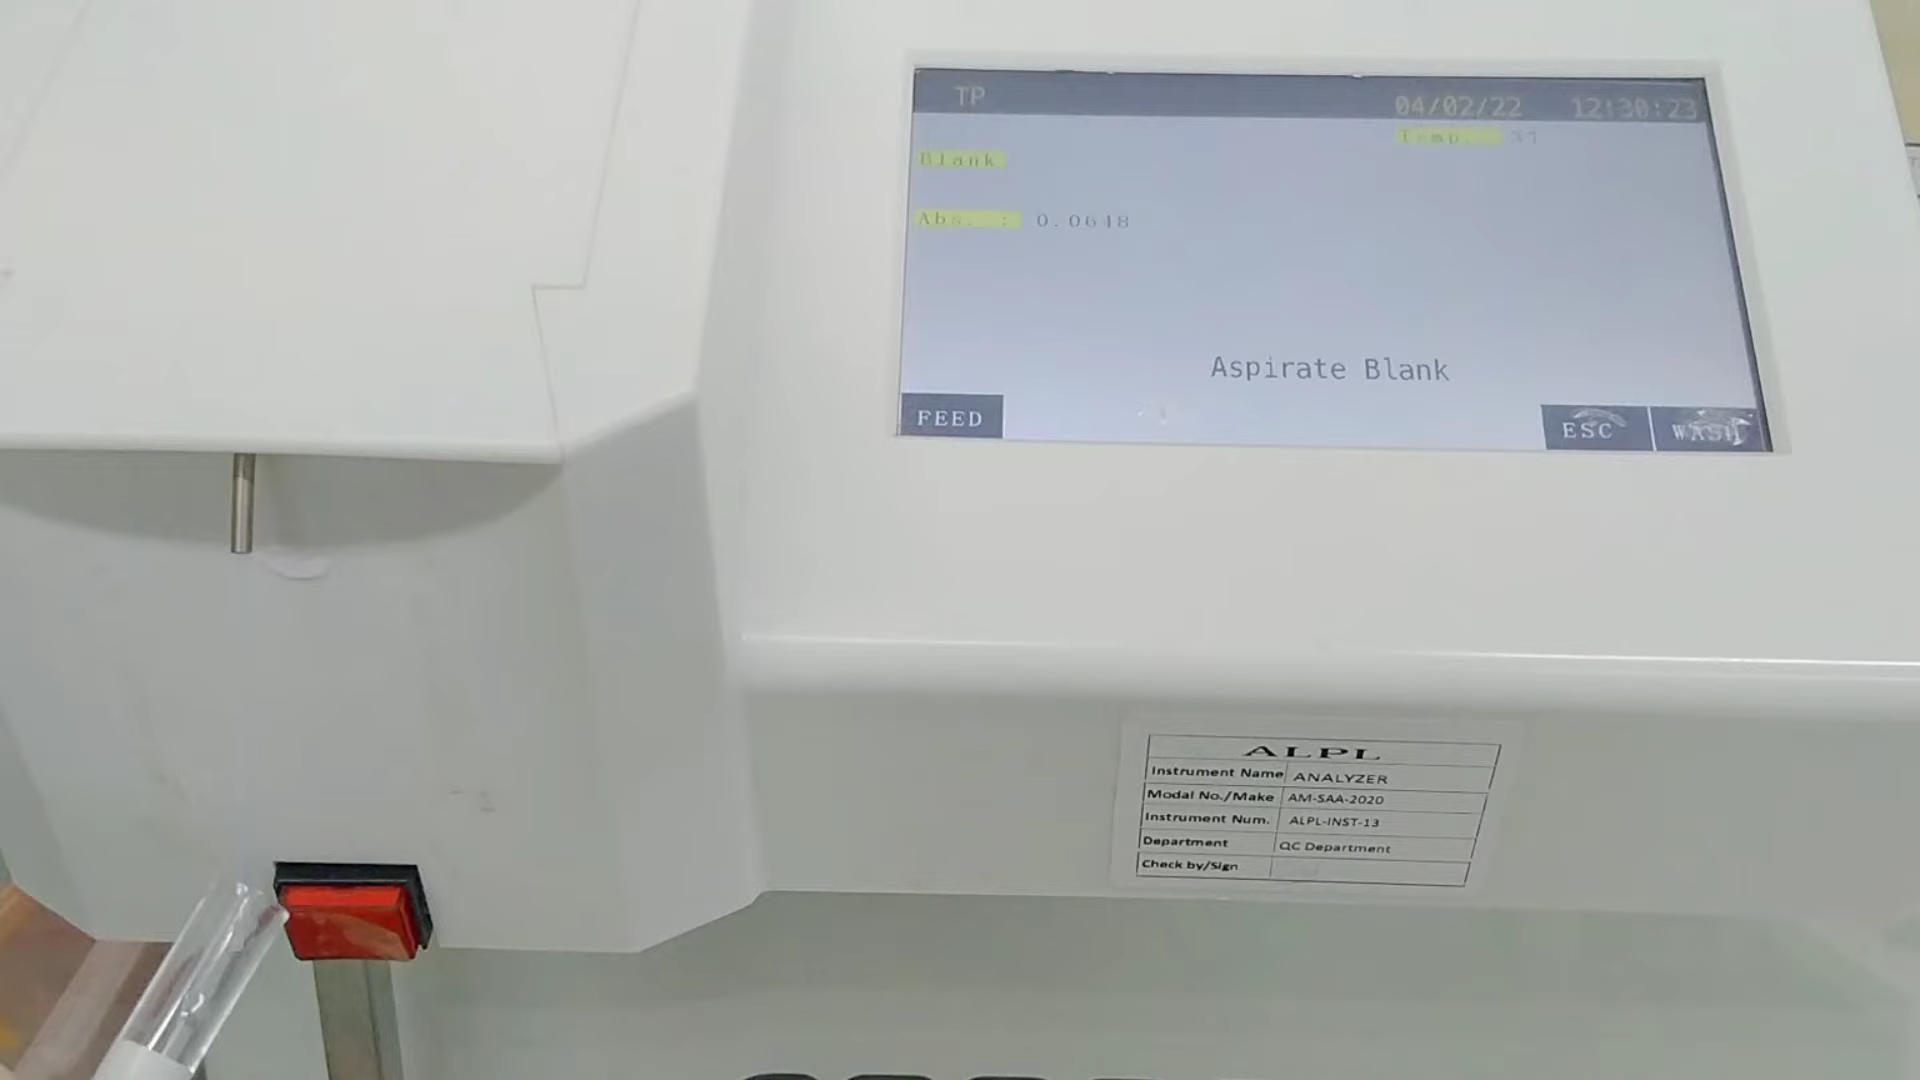 TP 04/02/22 12:30:23
Temp. 37
Blank
Abs. : 0.0648
Aspirate Blank
FEED ESC WASH
ALPL
Instrument Name ANALYZER
Modal No./Make AM-SAA-2020
Instrument Num. ALPL-INST-13
Department QC Department
Check by/Sign